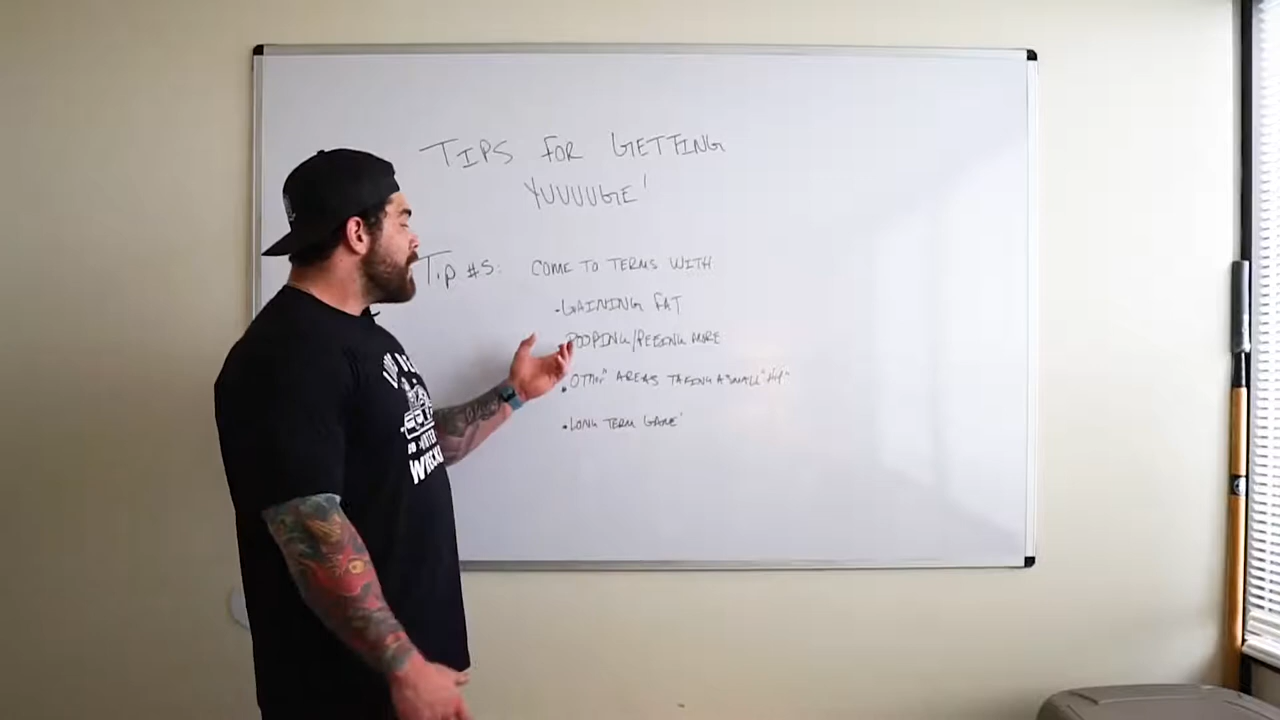 TIPS FOR GETTING
YUUUUGE!
Tip #5: COME TO TERMS WITH
• GAINING FAT
• POOPING/PEEING MORE
• "OTHER" AREAS TAKING A SMALL "HIT"
• LONG TERM GAME!